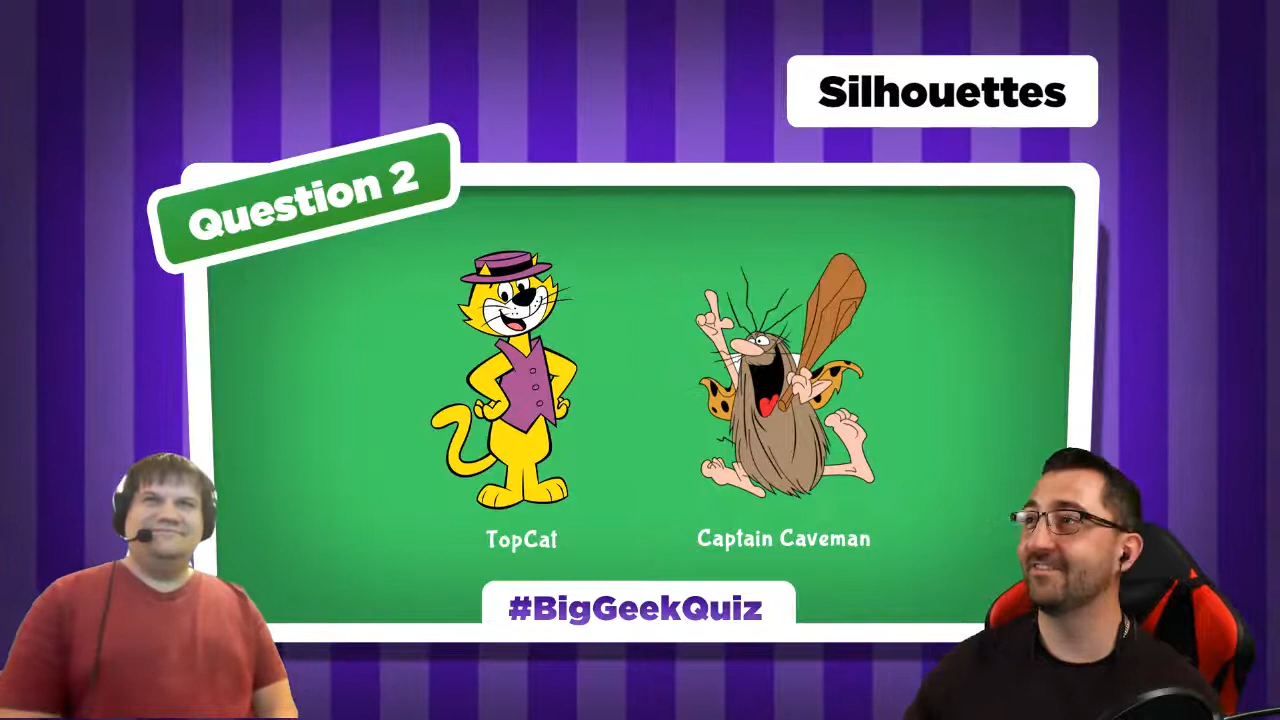 Silhouettes
Question 2
TopCat
Captain Caveman
#BigGeekQuiz